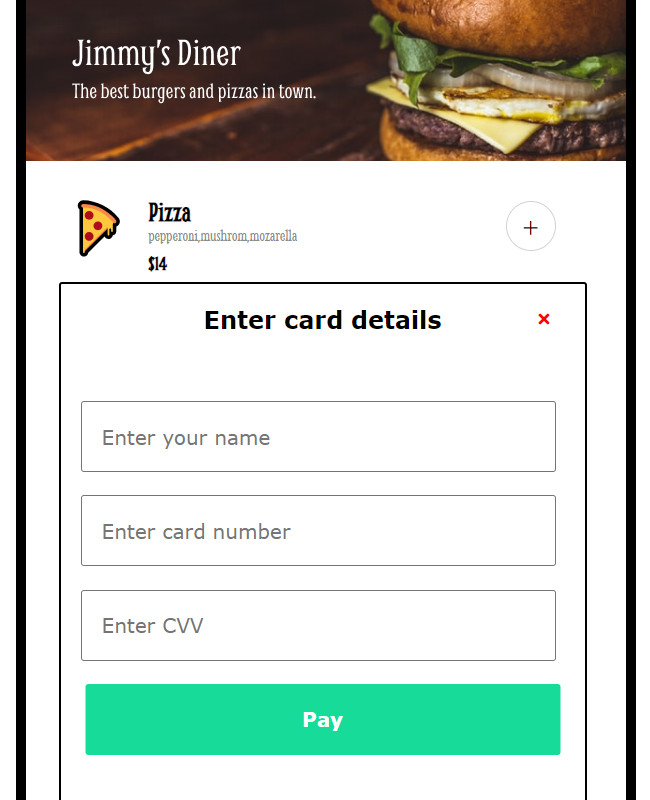 Jimmy's Diner
The best burgers and pizzas in town.
Pizza
pepperoni,mushrom,mozarella
$14
+
Enter card details
×
Enter your name
Enter card number
Enter CVV
Pay